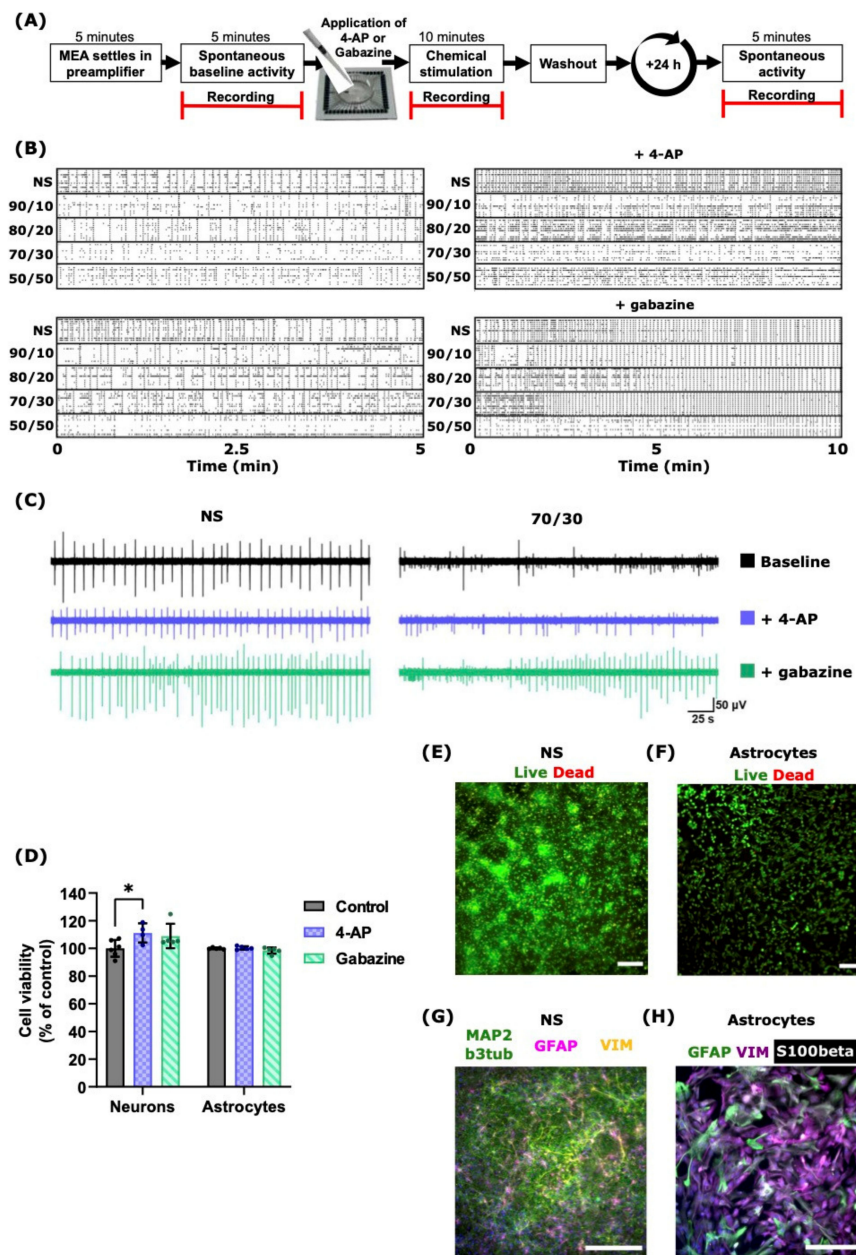 (A)
5 minutes
MEA settles in
preamplifier
5 minutes
Spontaneous
baseline activity
Recording
Application of
4-AP or
Gabazine
10 minutes
Chemical
stimulation
Recording
Washout
+24 h
5 minutes
Spontaneous
activity
Recording
(B)
NS
90/10
80/20
70/30
50/50
+ 4-AP
NS
90/10
80/20
70/30
50/50
NS
90/10
80/20
70/30
50/50
0 2.5 5
Time (min)
+ gabazine
NS
90/10
80/20
70/30
50/50
0 5 10
Time (min)
(C)
NS
70/30
Baseline
+ 4-AP
+ gabazine
50 µV
25 s
(D)
Cell viability
(% of control)
140
120
100
80
60
40
20
0
*
Neurons Astrocytes
Control
4-AP
Gabazine
(E) NS
Live Dead
(F) Astrocytes
Live Dead
(G) NS
MAP2
b3tub GFAP VIM
(H) Astrocytes
GFAP VIM S100beta